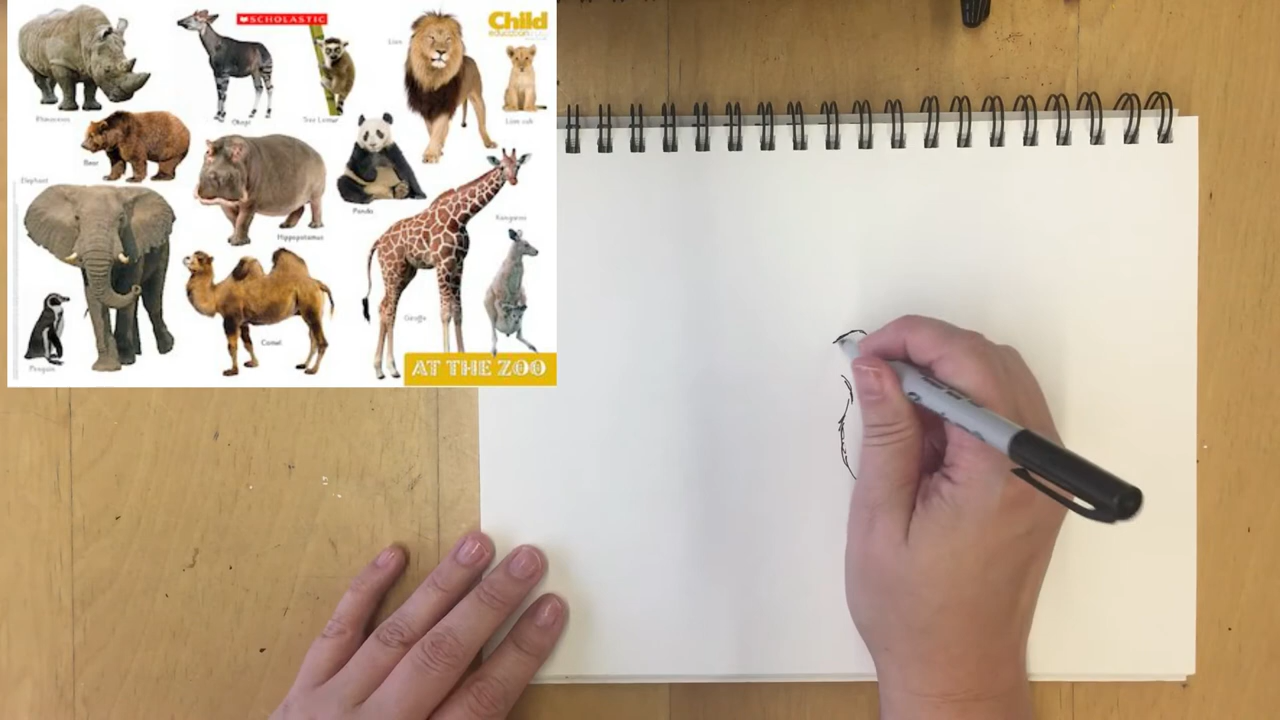 SCHOLASTIC
Child
education
Lion
Rhinoceros
Okapi
Tree Lemur
Lion cub
Bear
Elephant
Panda
Kangaroo
Hippopotamus
Giraffe
Camel
Penguin
AT THE ZOO